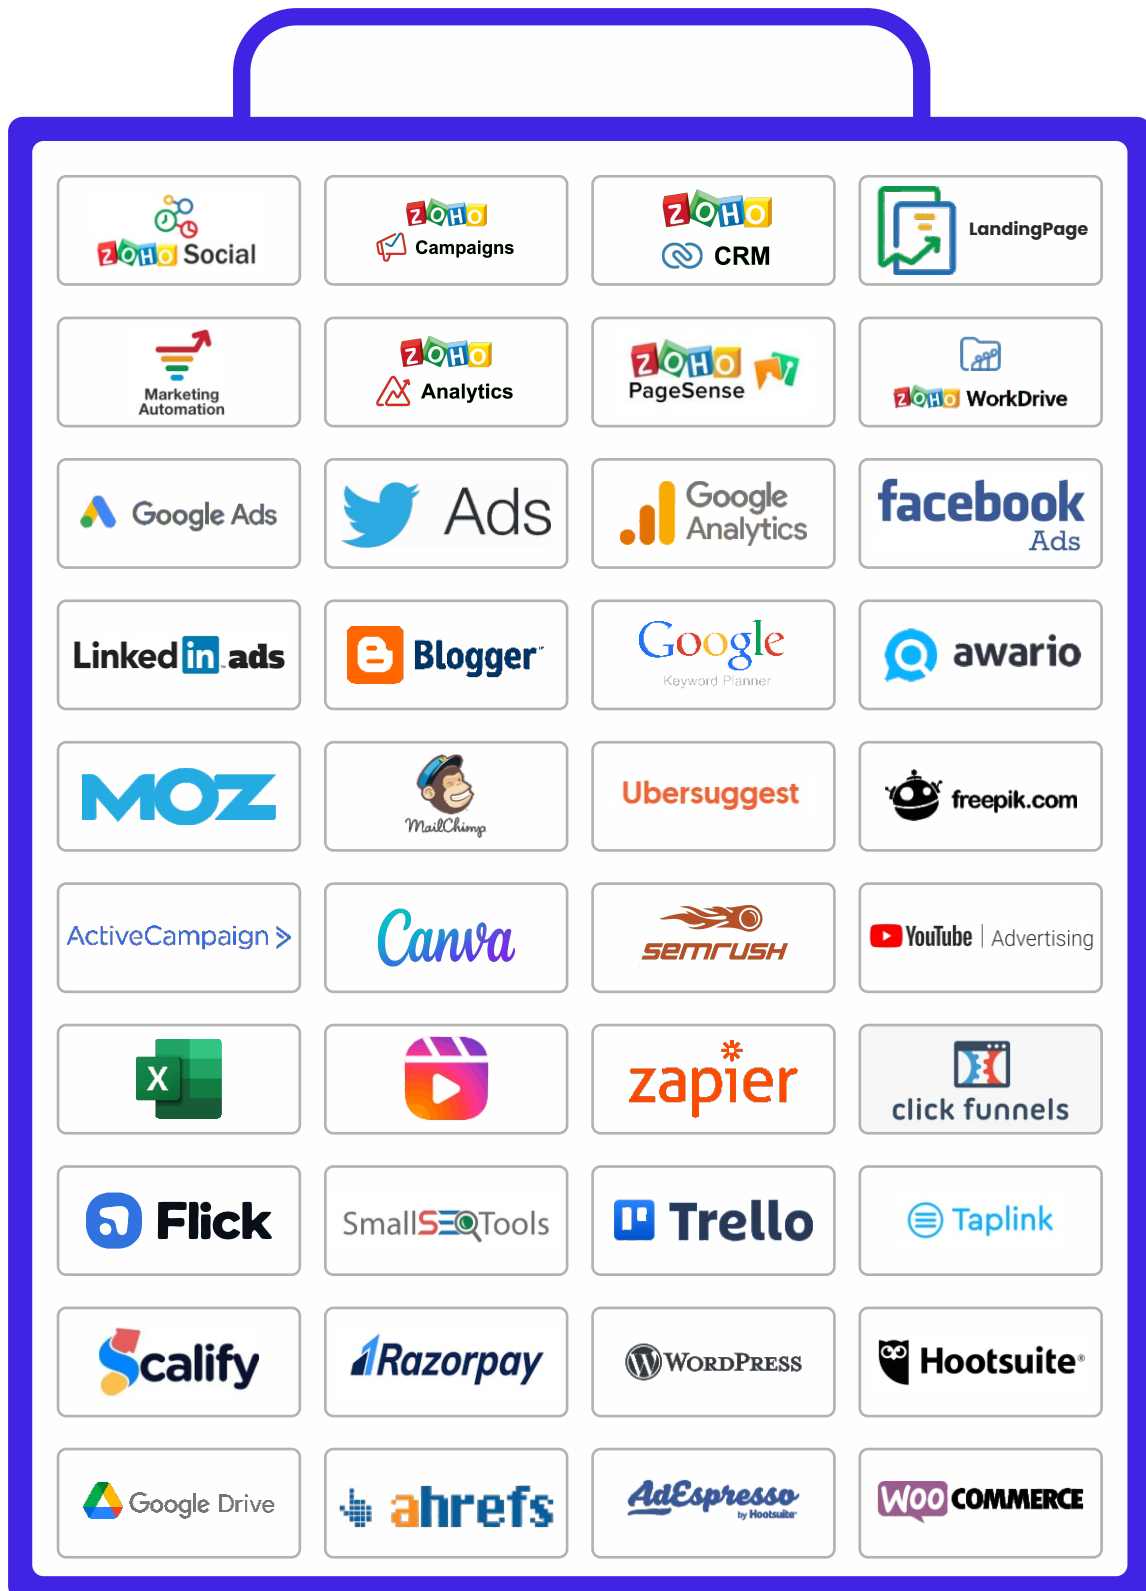 ZOHO Social
ZOHO
Campaigns
ZOHO
CRM
LandingPage
Marketing
Automation
ZOHO
Analytics
ZOHO
PageSense
ZOHO WorkDrive
Google Ads
Ads
Google
Analytics
facebook
Ads
Linked in ads
Blogger
Google
Keyword Planner
awario
MOZ
MailChimp
Ubersuggest
freepik.com
ActiveCampaign
Canva
semrush
YouTube | Advertising
X
zapier
click funnels
Flick
SmallSEOTools
Trello
Taplink
Scalify
Razorpay
WORDPRESS
Hootsuite®
Google Drive
ahrefs
AdEspresso
by Hootsuite
WOO COMMERCE